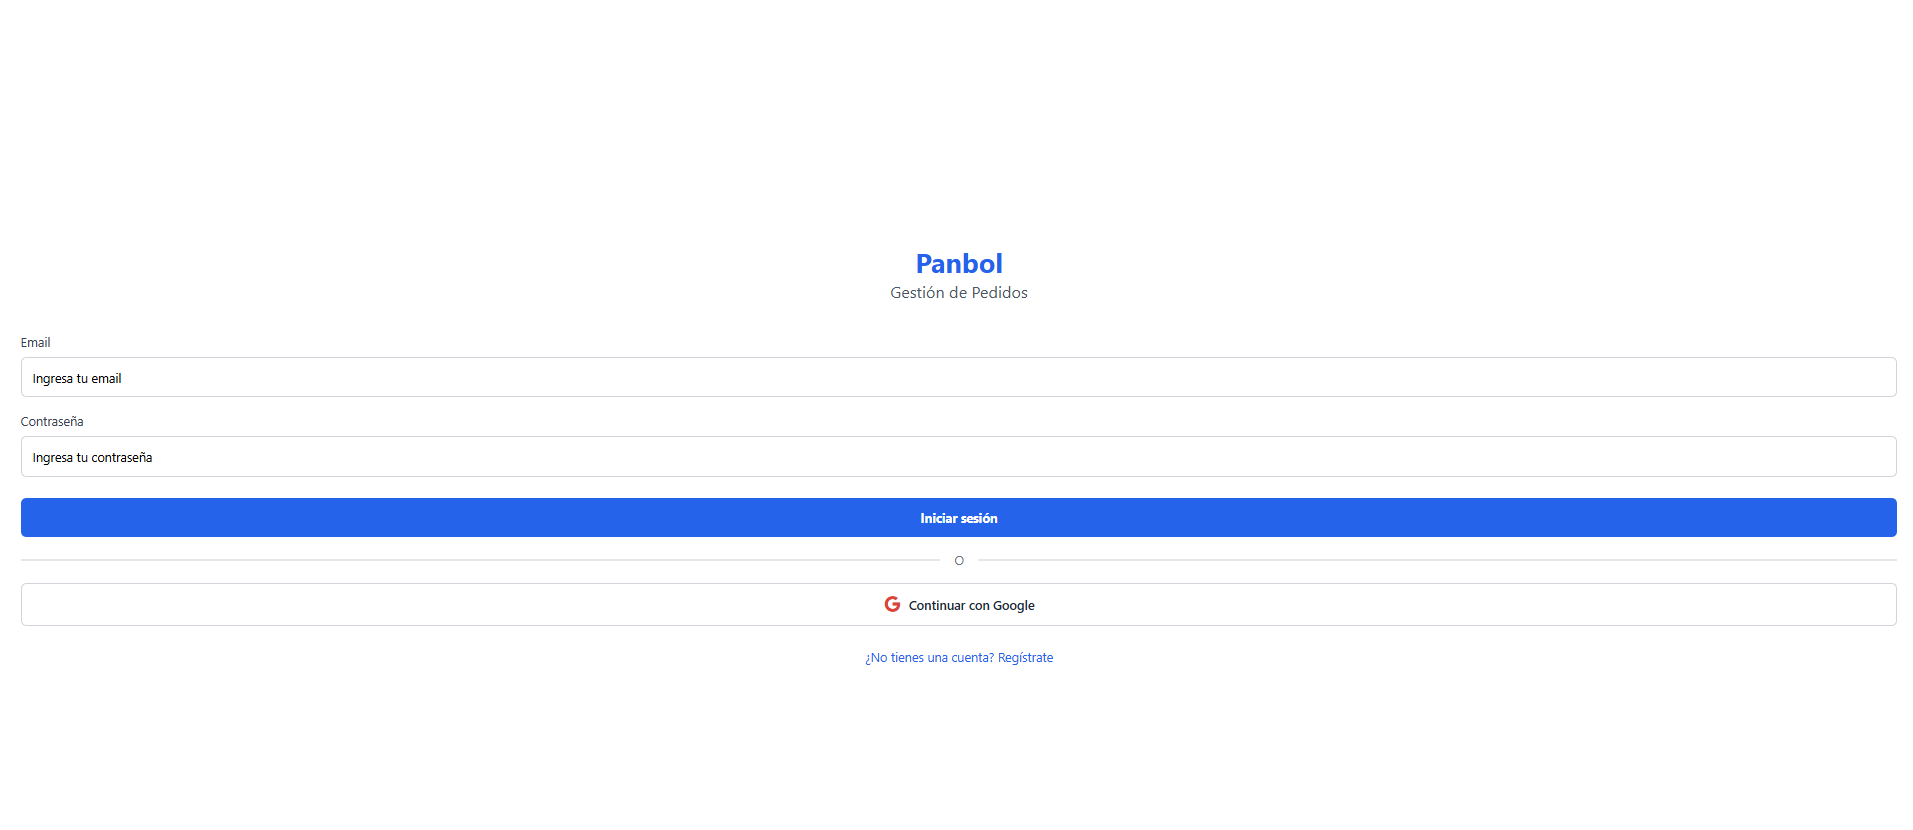 Panbol
Gestión de Pedidos
Email
Ingresa tu email
Contraseña
Ingresa tu contraseña
Iniciar sesión
O
Continuar con Google
¿No tienes una cuenta? Regístrate